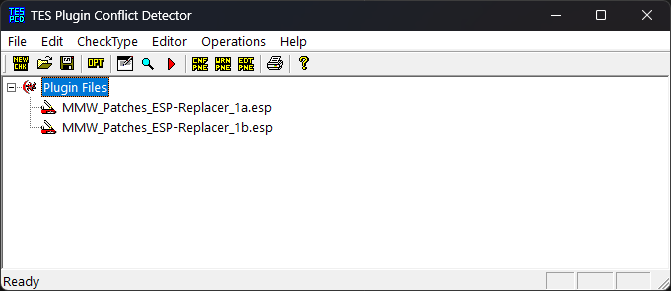 TES PCD TES Plugin Conflict Detector
File Edit CheckType Editor Operations Help
NEW CHK OPT CNF PNE WRN PNE EDT PNE ?
Plugin Files
MMW_Patches_ESP-Replacer_1a.esp
MMW_Patches_ESP-Replacer_1b.esp
Ready